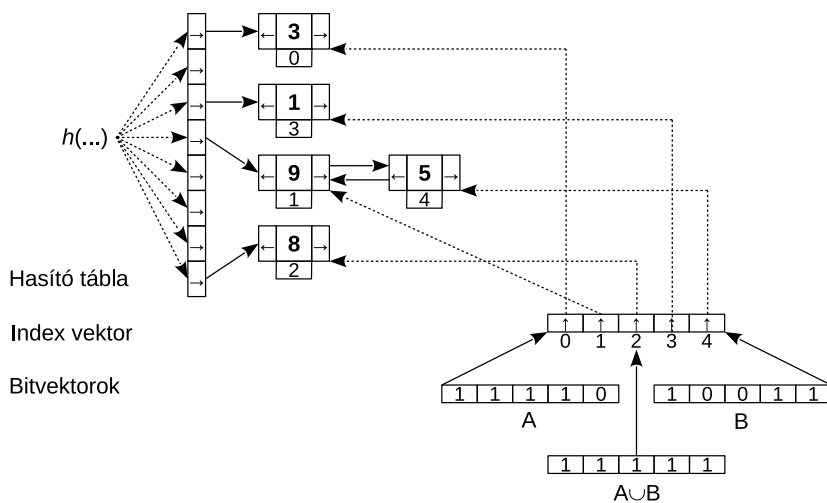 → ← 3 →
0
→
→ ← 1 →
3
h(...) →
→ ← 9 → ← 5 →
1 4
→
→ ← 8 →
2
Hasító tábla →
Index vektor ↑ ↑ ↑ ↑ ↑
0 1 2 3 4
Bitvektorok 1 1 1 1 0 1 0 0 1 1
A B
1 1 1 1 1
A∪B